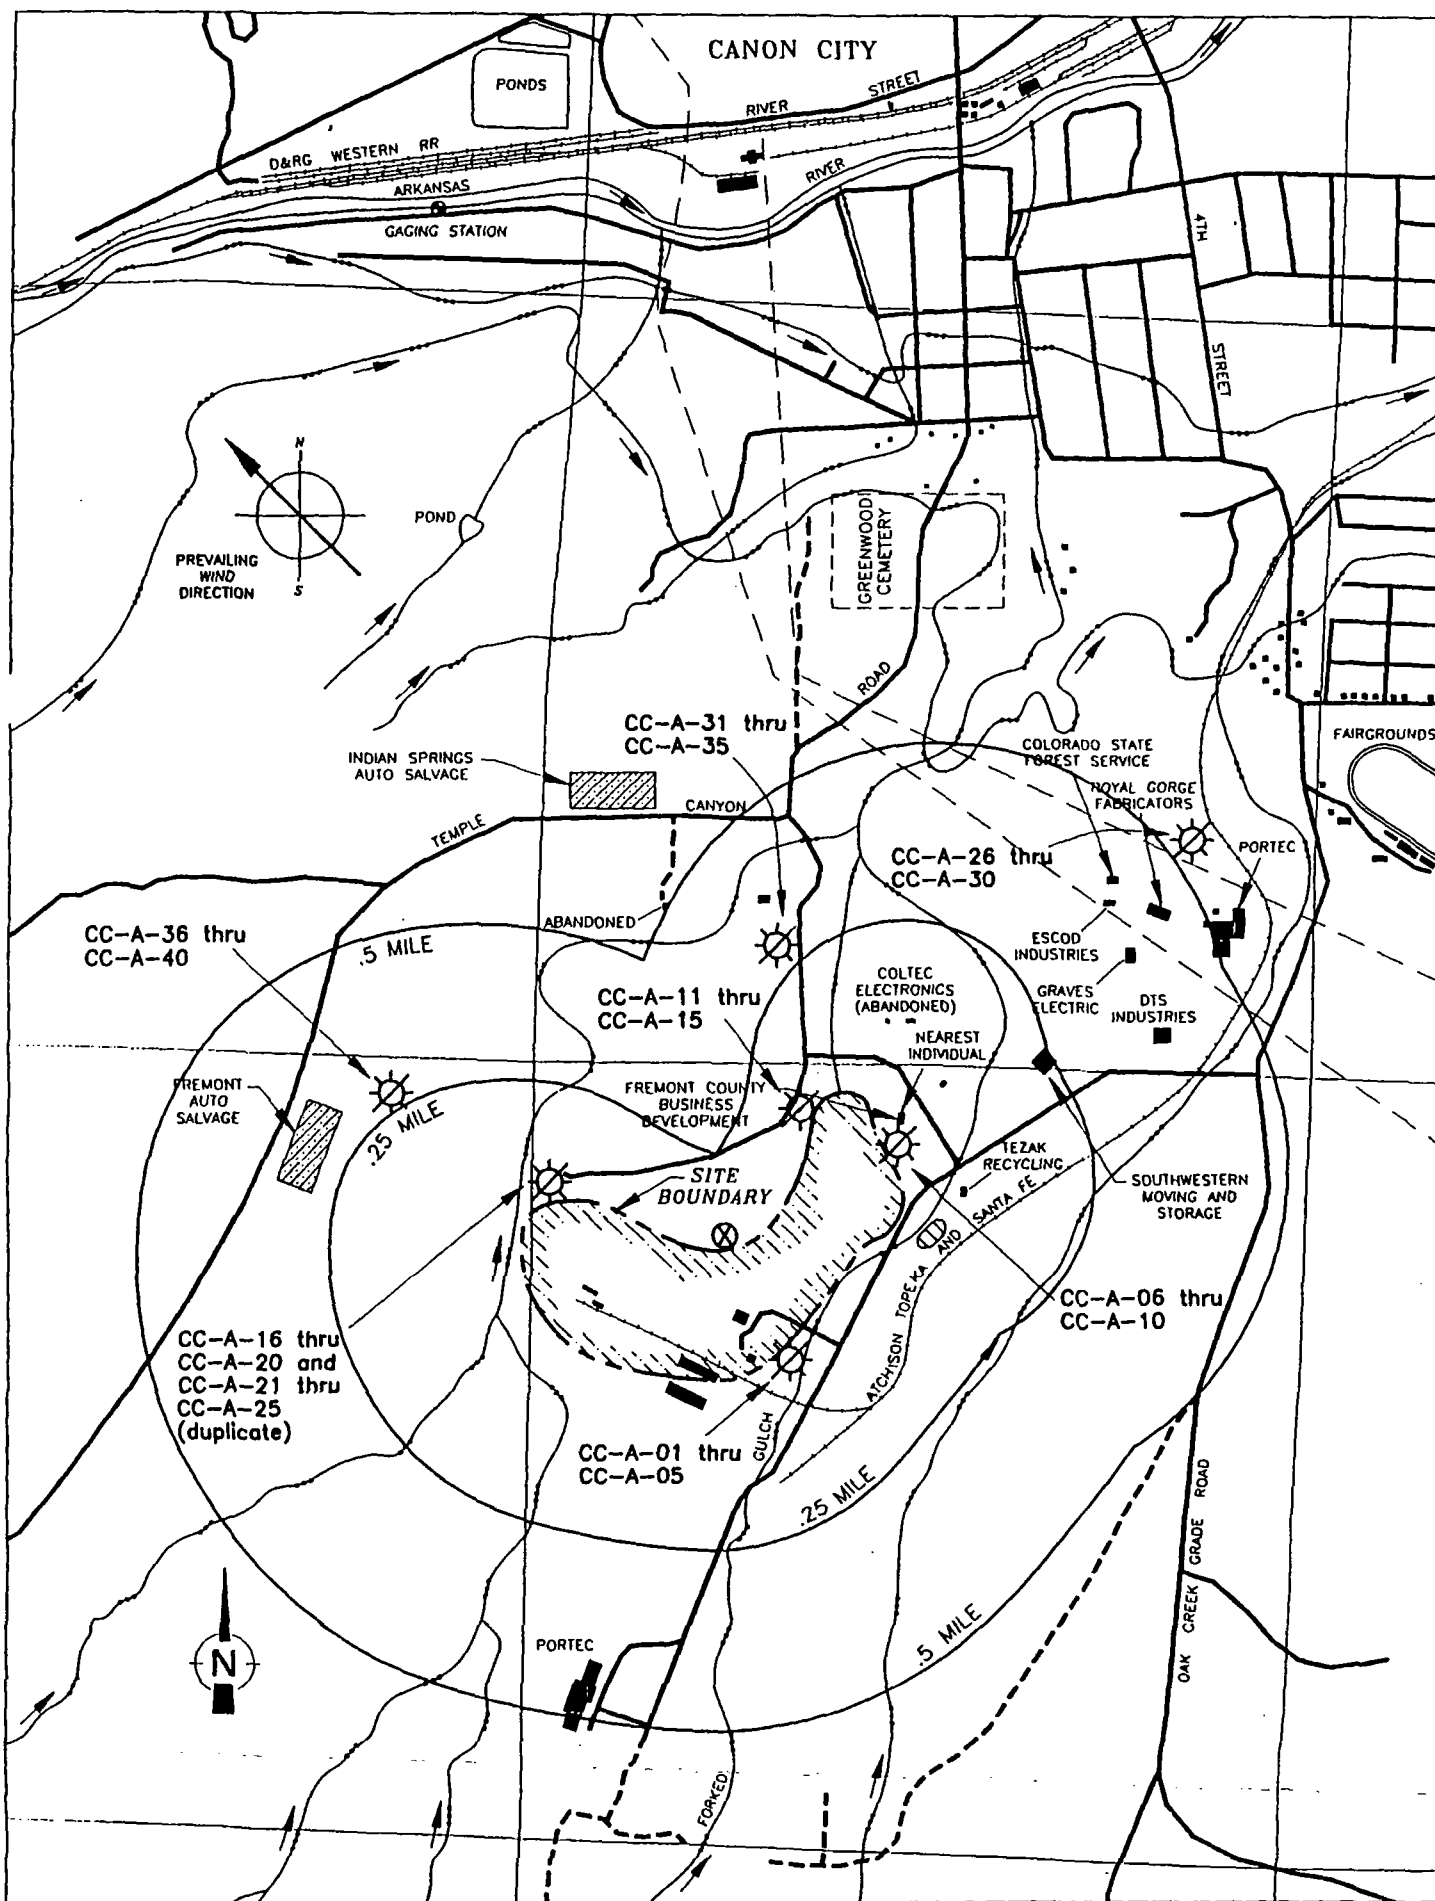 CANON CITY
PONDS
RIVER STREET
D&RG WESTERN RR
ARKANSAS
RIVER
GAGING STATION
4TH
STREET
N
POND
PREVAILING
WIND
DIRECTION
S
GREENWOOD
CEMETERY
ROAD
CC-A-31 thru
CC-A-35
INDIAN SPRINGS
AUTO SALVAGE
COLORADO STATE
FOREST SERVICE
FAIRGROUNDS
ROYAL GORGE
FABRICATORS
CANYON
TEMPLE
CC-A-26 thru
CC-A-30
PORTEC
CC-A-36 thru
CC-A-40
ABANDONED
.5 MILE
ESCOD
INDUSTRIES
CC-A-11 thru
CC-A-15
COLTEC
ELECTRONICS
(ABANDONED)
GRAVES
ELECTRIC
DTS
INDUSTRIES
NEAREST
INDIVIDUAL
FREMONT
AUTO
SALVAGE
.25 MILE
FREMONT COUNTY
BUSINESS
DEVELOPMENT
TEZAK
RECYCLING
SITE
BOUNDARY
SOUTHWESTERN
MOVING AND
STORAGE
ATCHISON TOPEKA AND SANTA FE
CC-A-06 thru
CC-A-10
CC-A-16 thru
CC-A-20 and
CC-A-21 thru
CC-A-25
(duplicate)
CC-A-01 thru
CC-A-05
GULCH
.25 MILE
OAK CREEK GRADE ROAD
.5 MILE
N
PORTEC
FORKED